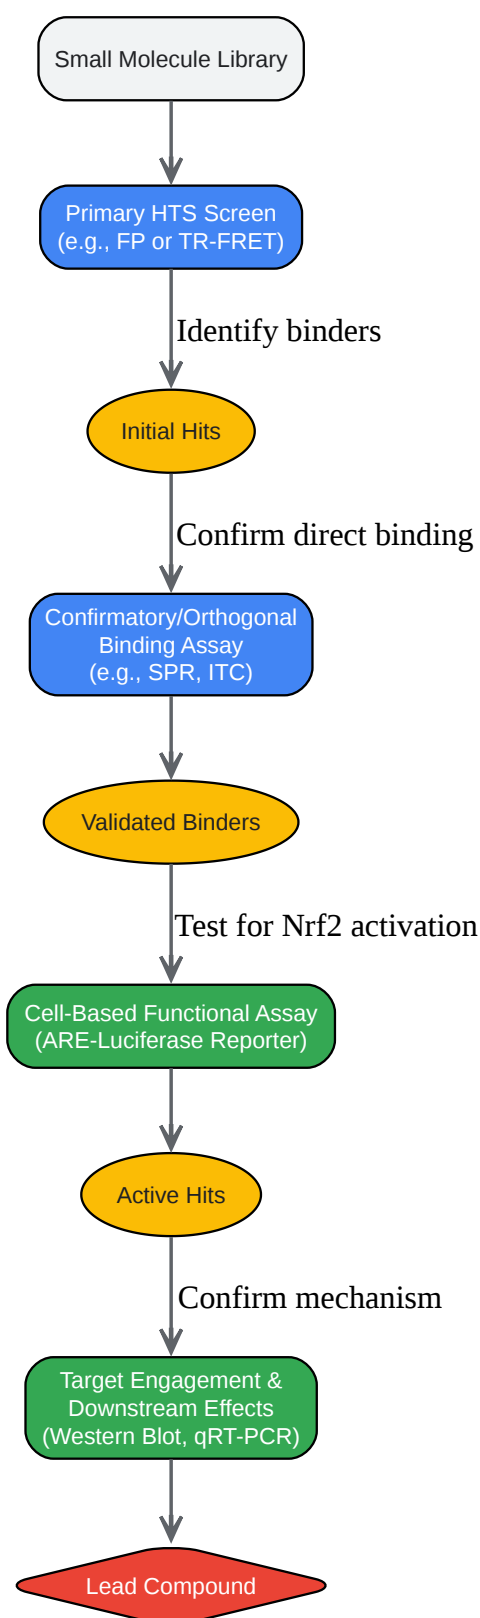 Small Molecule Library
Primary HTS Screen
(e.g., FP or TR-FRET)
Identify binders
Initial Hits
Confirm direct binding
Confirmatory/Orthogonal
Binding Assay
(e.g., SPR, ITC)
Validated Binders
Test for Nrf2 activation
Cell-Based Functional Assay
(ARE-Luciferase Reporter)
Active Hits
Confirm mechanism
Target Engagement &
Downstream Effects
(Western Blot, qRT-PCR)
Lead Compound